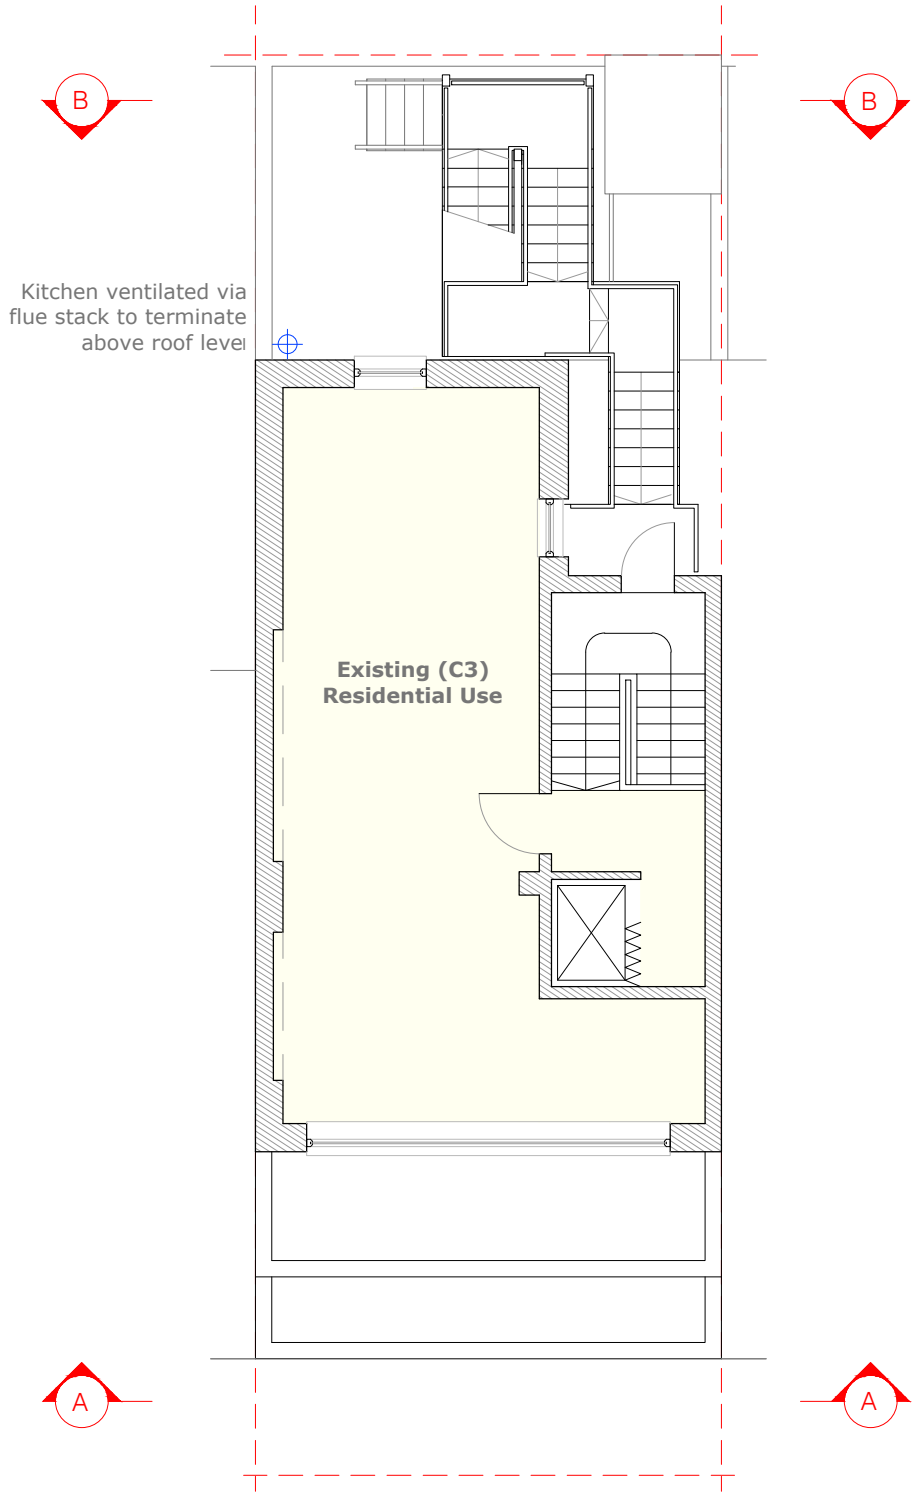 B
B
Kitchen ventilated via
flue stack to terminate
above roof level
Existing (C3)
Residential Use
A
A